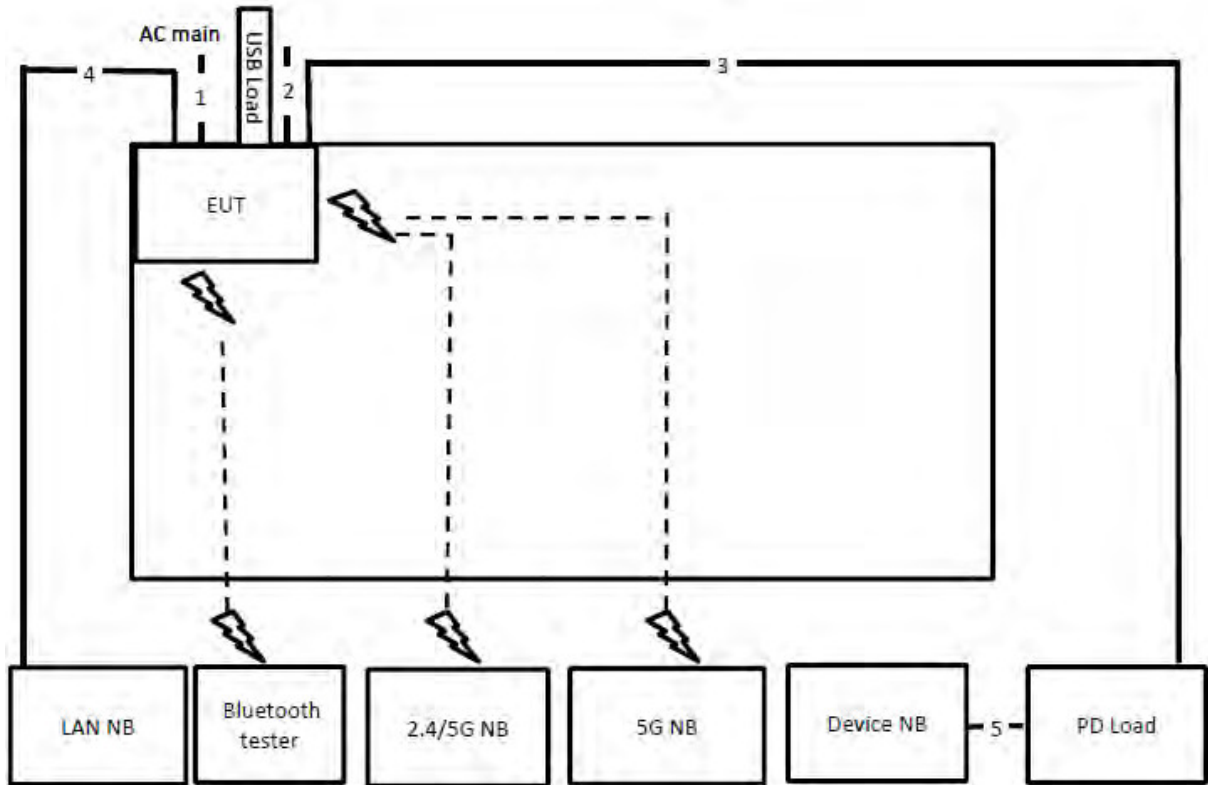 AC main
USB Load
4
1
2
3
EUT
LAN NB
Bluetooth
tester
2.4/5G NB
5G NB
Device NB
5
PD Load